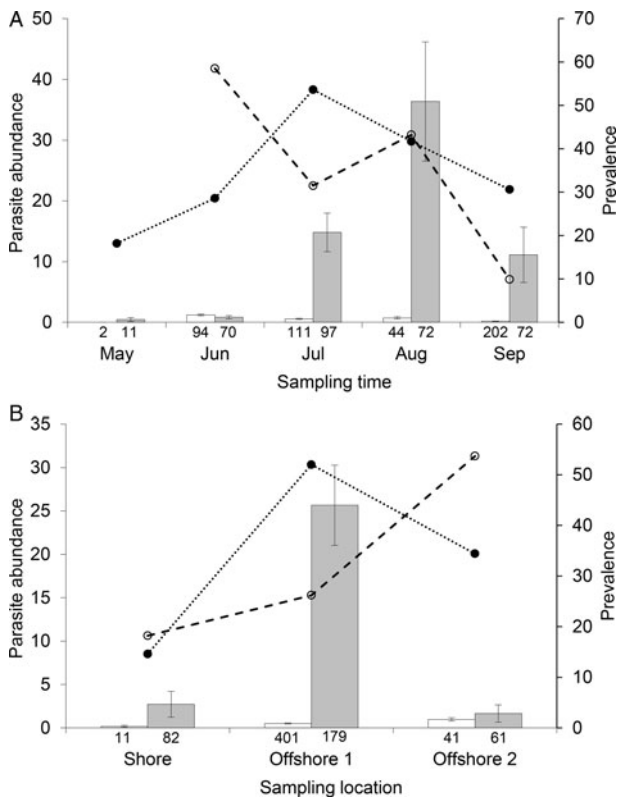 A
50
40
30
20
10
0
Parasite abundance
70
60
50
40
30
20
10
0
Prevalence
2 11 94 70 111 97 44 72 202 72
May Jun Jul Aug Sep
Sampling time
B
35
30
25
20
15
10
5
0
Parasite abundance
60
50
40
30
20
10
0
Prevalence
11 82 401 179 41 61
Shore Offshore 1 Offshore 2
Sampling location